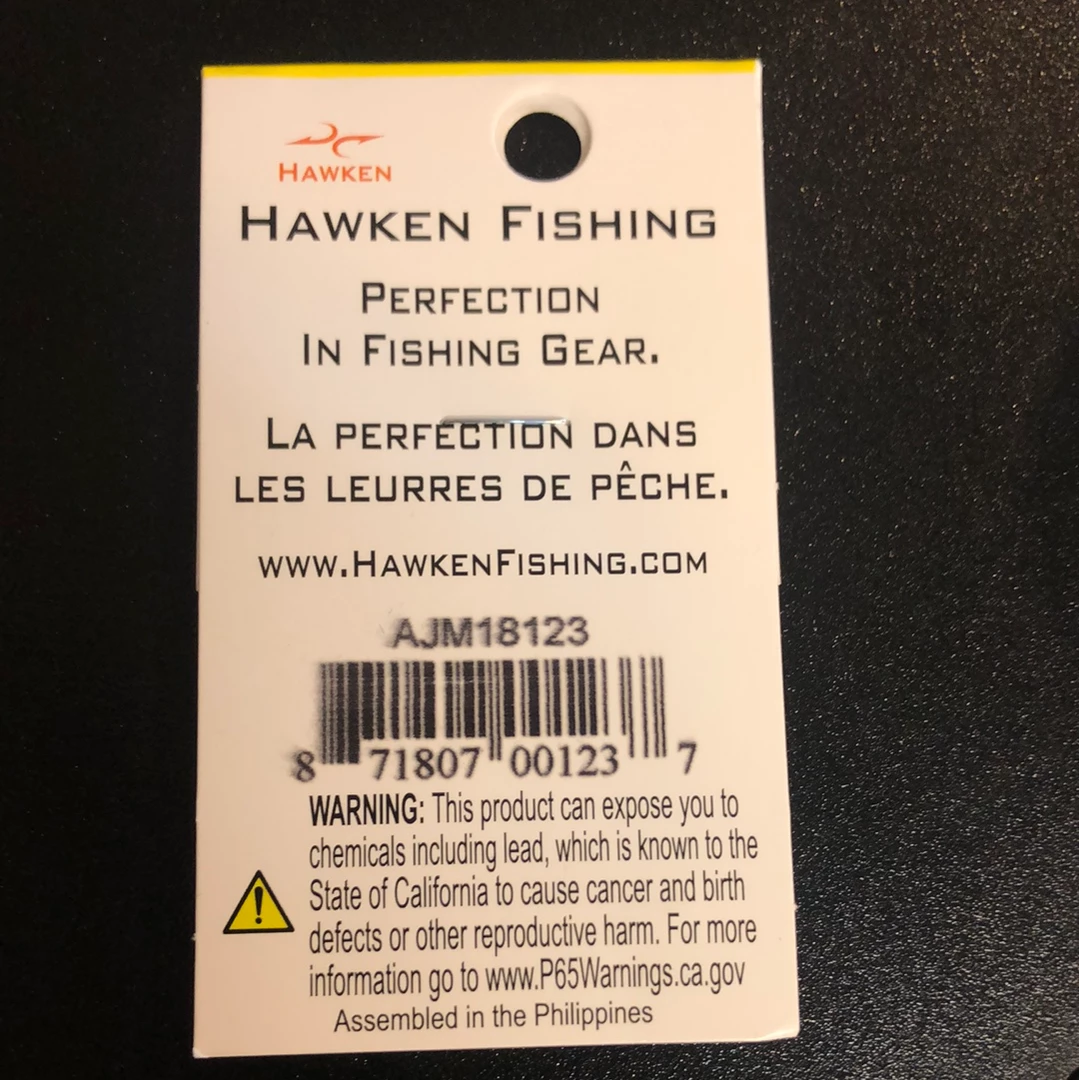 HAWKEN
HAWKEN FISHING
PERFECTION
IN FISHING GEAR.
LA PERFECTION DANS
LES LEURRES DE PÊCHE.
WWW.HAWKENFISHING.COM
AJM18123
8 71807 00123 7
WARNING: This product can expose you to
chemicals including lead, which is known to the
State of California to cause cancer and birth
defects or other reproductive harm. For more
information go to www.P65Warnings.ca.gov
Assembled in the Philippines